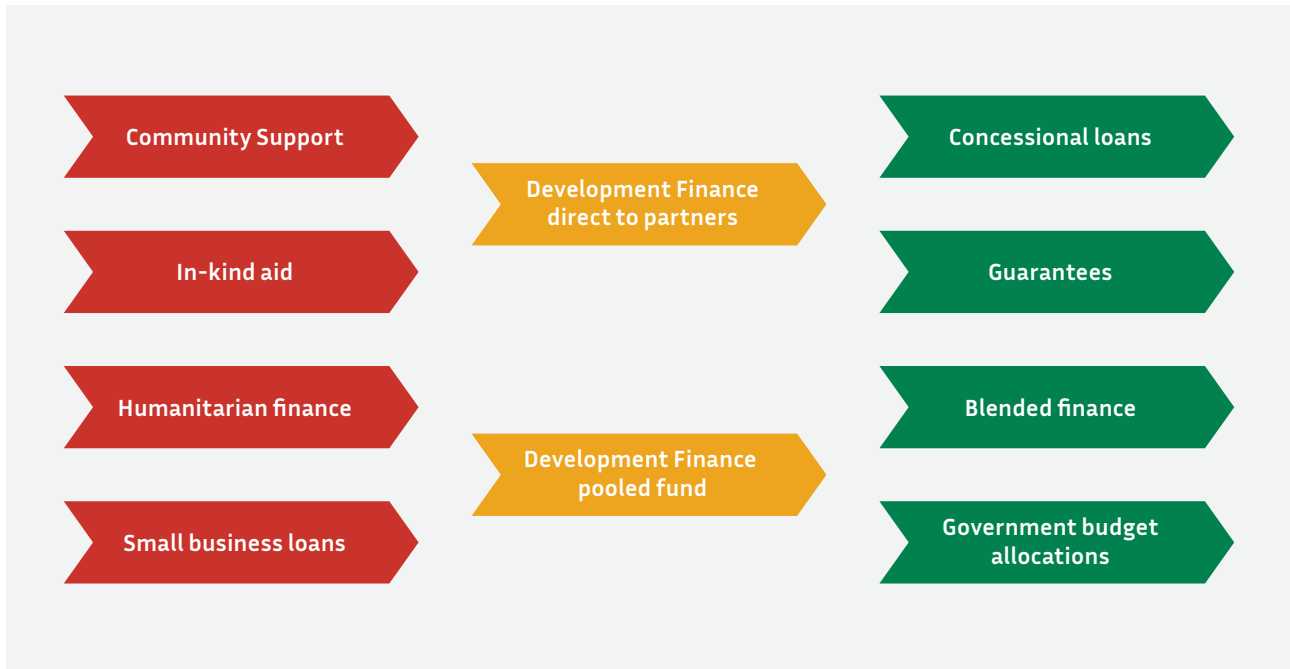 Community Support
In-kind aid
Humanitarian finance
Small business loans
Development Finance
direct to partners
Development Finance
pooled fund
Concessional loans
Guarantees
Blended finance
Government budget
allocations